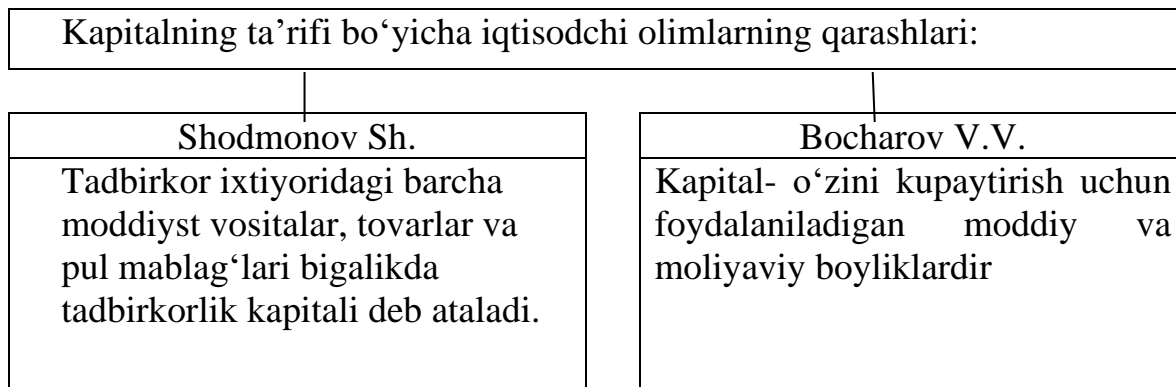 Kapitalning ta’rifi bo‘yicha iqtisodchi olimlarning qarashlari:
Shodmonov Sh.
Tadbirkor ixtiyoridagi barcha
moddiyst vositalar, tovarlar va
pul mablag‘lari bigalikda
tadbirkorlik kapitali deb ataladi.
Bocharov V.V.
Kapital- o‘zini kupaytirish uchun
foydalaniladigan moddiy va
moliyaviy boyliklardir